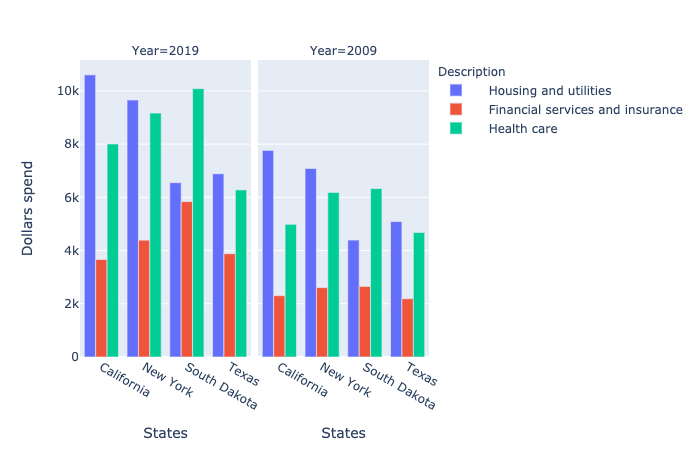 Year=2019
Year=2009
Description
Housing and utilities
Financial services and insurance
Health care
Dollars spend
10k
8k
6k
4k
2k
0
California
New York
South Dakota
Texas
California
New York
South Dakota
Texas
States
States